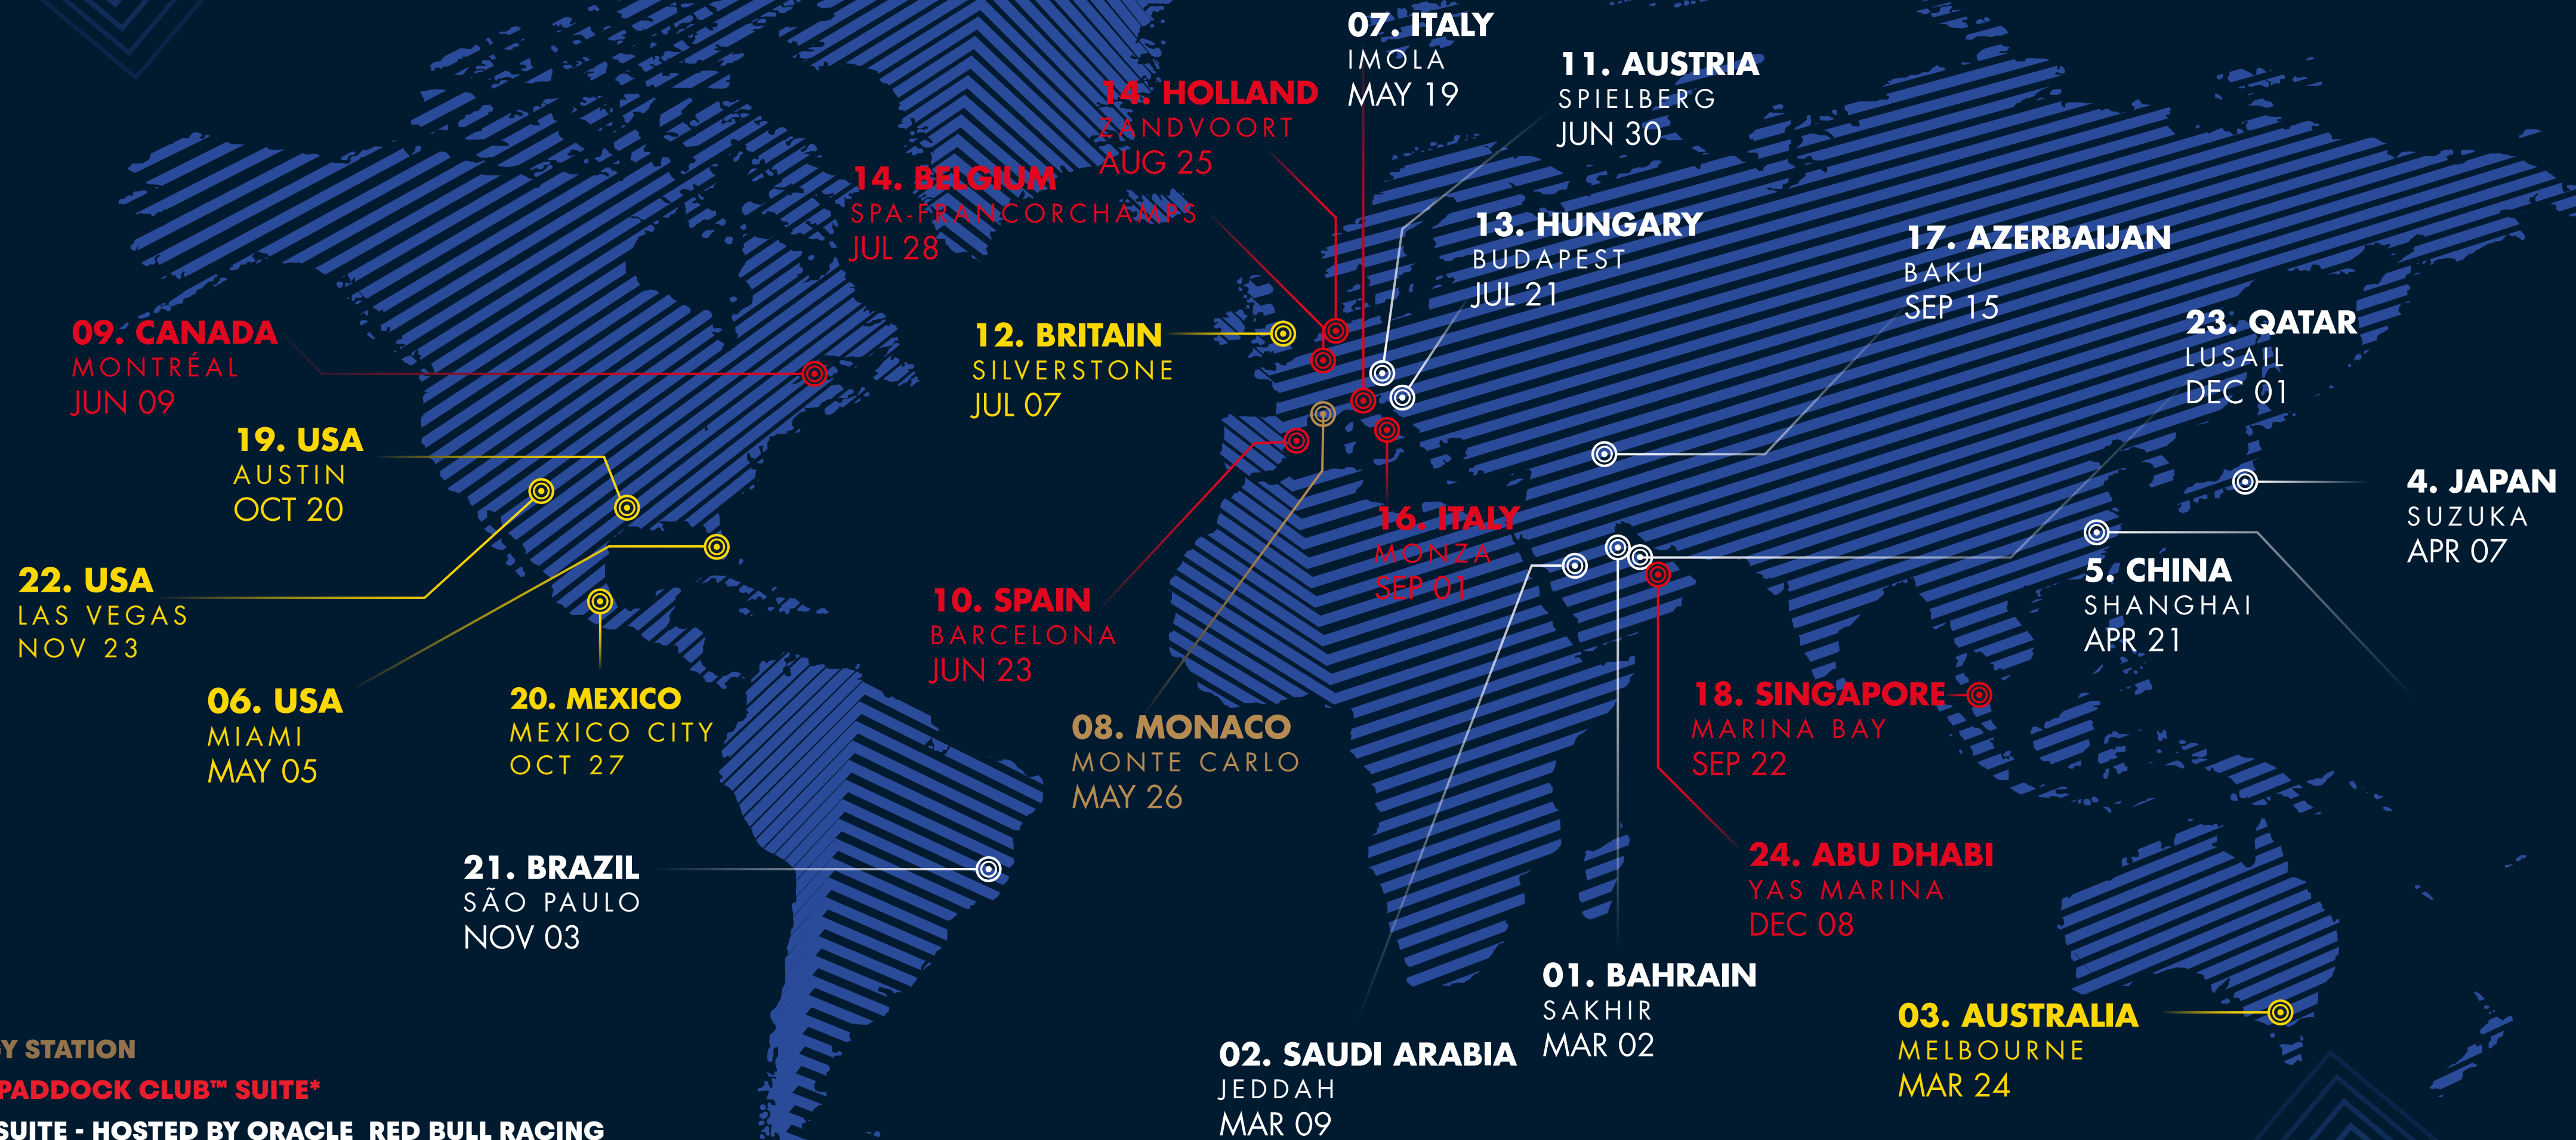 07. ITALY
IMOLA
MAY 19
11. AUSTRIA
SPIELBERG
JUN 30
14. HOLLAND
ZANDVOORT
AUG 25
14. BELGIUM
SPA-FRANCORCHAMPS
JUL 28
13. HUNGARY
BUDAPEST
JUL 21
17. AZERBAIJAN
BAKU
SEP 15
23. QATAR
LUSAIL
DEC 01
09. CANADA
MONTRÉAL
JUN 09
12. BRITAIN
SILVERSTONE
JUL 07
19. USA
AUSTIN
OCT 20
4. JAPAN
SUZUKA
APR 07
16. ITALY
MONZA
SEP 01
5. CHINA
SHANGHAI
APR 21
22. USA
LAS VEGAS
NOV 23
10. SPAIN
BARCELONA
JUN 23
06. USA
MIAMI
MAY 05
20. MEXICO
MEXICO CITY
OCT 27
18. SINGAPORE
MARINA BAY
SEP 22
08. MONACO
MONTE CARLO
MAY 26
21. BRAZIL
SÃO PAULO
NOV 03
24. ABU DHABI
YAS MARINA
DEC 08
01. BAHRAIN
SAKHIR
MAR 02
03. AUSTRALIA
MELBOURNE
MAR 24
02. SAUDI ARABIA
JEDDAH
MAR 09
STATION
PADDOCK CLUB™ SUITE*
SUITE - HOSTED BY ORACLE RED BULL RACING